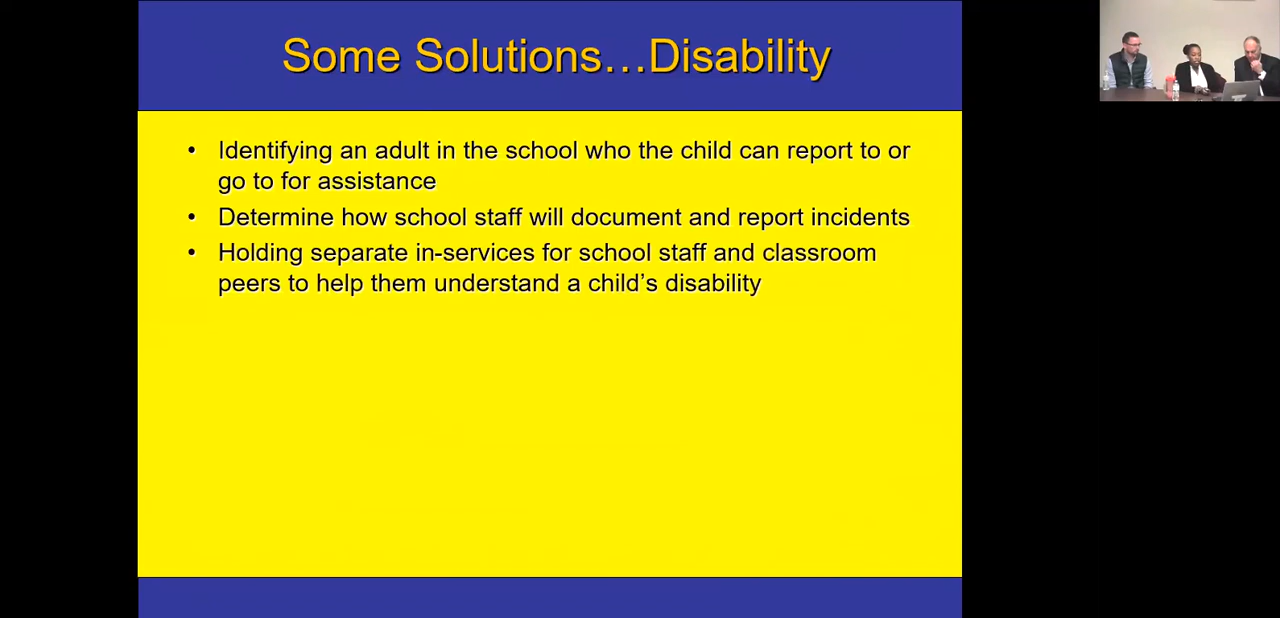 Some Solutions…Disability
• Identifying an adult in the school who the child can report to or
go to for assistance
• Determine how school staff will document and report incidents
• Holding separate in-services for school staff and classroom
peers to help them understand a child’s disability